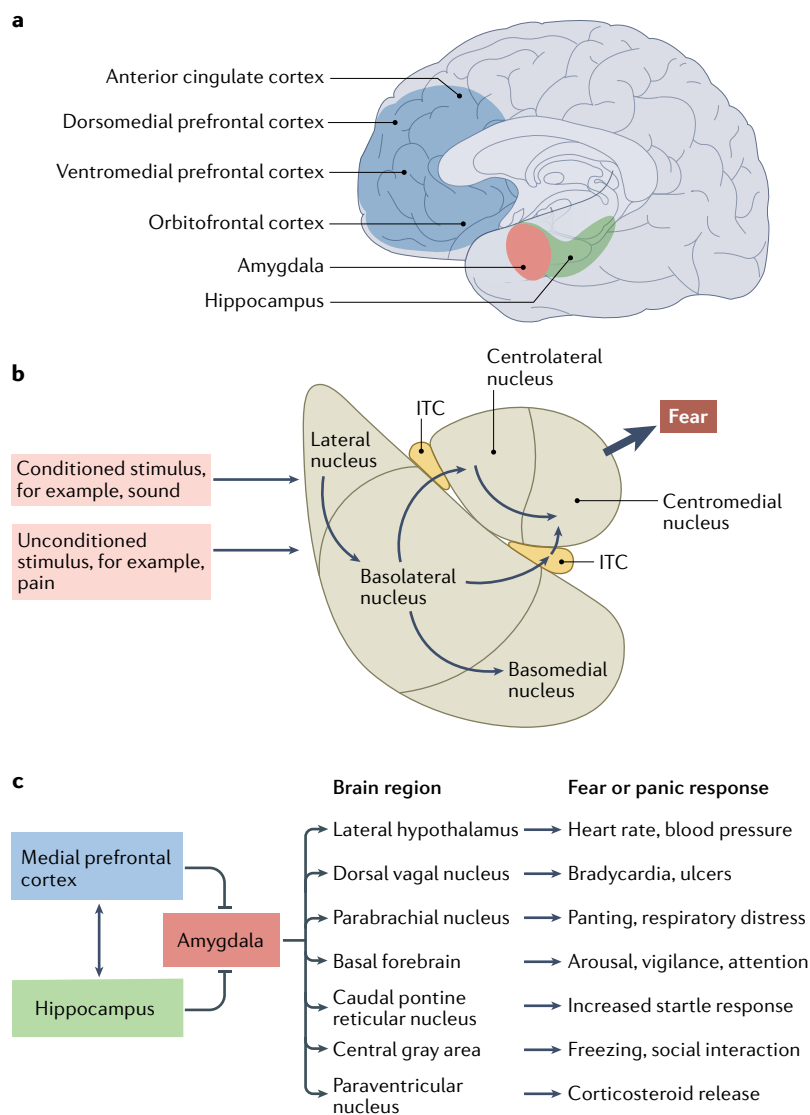 a
Anterior cingulate cortex
Dorsomedial prefrontal cortex
Ventromedial prefrontal cortex
Orbitofrontal cortex
Amygdala
Hippocampus
b
Centrolateral
nucleus
ITC
Fear
Lateral
nucleus
Conditioned stimulus,
for example, sound
Centromedial
nucleus
Unconditioned
stimulus, for example,
pain
ITC
Basolateral
nucleus
Basomedial
nucleus
c
Brain region
Fear or panic response
Medial prefrontal
cortex
Amygdala
Hippocampus
Lateral hypothalamus
Heart rate, blood pressure
Dorsal vagal nucleus
Bradycardia, ulcers
Parabrachial nucleus
Panting, respiratory distress
Basal forebrain
Arousal, vigilance, attention
Caudal pontine
reticular nucleus
Increased startle response
Central gray area
Freezing, social interaction
Paraventricular
nucleus
Corticosteroid release